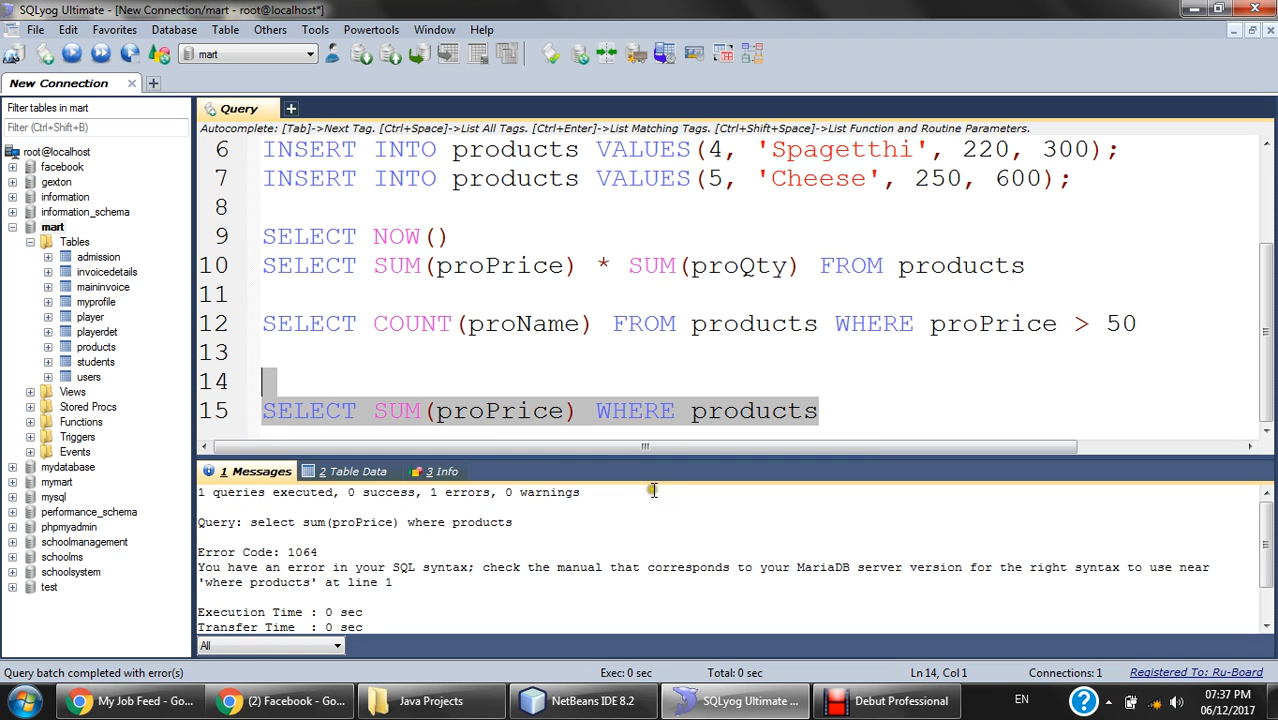 SQLyog Ultimate - [New Connection/mart - root@localhost*]
File Edit Favorites Database Table Others Tools Powertools Window Help
mart
New Connection
Filter tables in mart
Filter (Ctrl+Shift+B)
root@localhost
facebook
gexton
information
information_schema
mart
Tables
admission
invoicedetails
maininvoice
myprofile
player
playerdet
products
students
users
Views
Stored Procs
Functions
Triggers
Events
mydatabase
mymart
mysql
performance_schema
phpmyadmin
schoolmanagement
schoolms
schoolsystem
test
Query
Autocomplete: [Tab]->Next Tag. [Ctrl+Space]->List All Tags. [Ctrl+Enter]->List Matching Tags. [Ctrl+Shift+Space]->List Function and Routine Parameters.
6 INSERT INTO products VALUES(4, 'Spagetthi', 220, 300);
7 INSERT INTO products VALUES(5, 'Cheese', 250, 600);
8
9 SELECT NOW()
10 SELECT SUM(proPrice) * SUM(proQty) FROM products
11
12 SELECT COUNT(proName) FROM products WHERE proPrice > 50
13
14
15 SELECT SUM(proPrice) WHERE products
1 Messages 2 Table Data 3 Info
1 queries executed, 0 success, 1 errors, 0 warnings
Query: select sum(proPrice) where products
Error Code: 1064
You have an error in your SQL syntax; check the manual that corresponds to your MariaDB server version for the right syntax to use near
'where products' at line 1
Execution Time : 0 sec
Transfer Time : 0 sec
All
Query batch completed with error(s) Exec: 0 sec Total: 0 sec Ln 14, Col 1 Connections: 1 Registered To: Ru-Board
My Job Feed - Go... (2) Facebook - Goo... Java Projects NetBeans IDE 8.2 SQLyog Ultimate ... Debut Professional EN 07:37 PM
06/12/2017